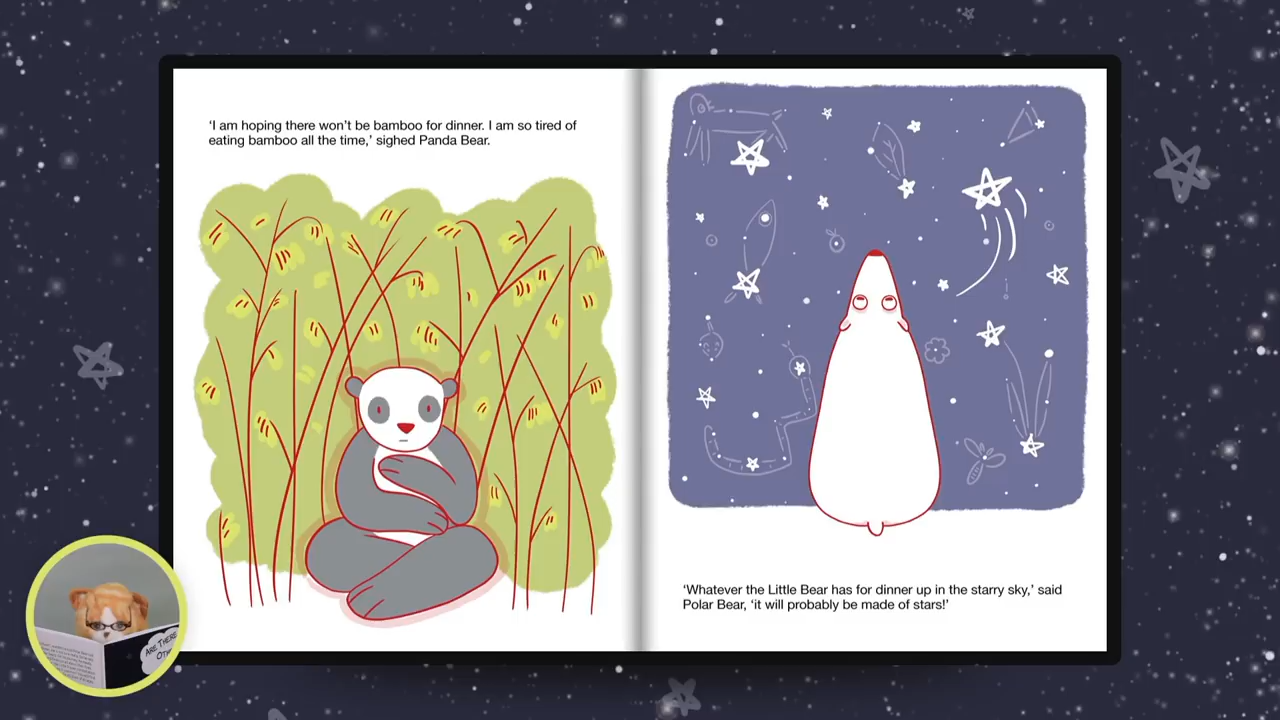 ‘I am hoping there won’t be bamboo for dinner. I am so tired of
eating bamboo all the time,’ sighed Panda Bear.
‘Whatever the Little Bear has for dinner up in the starry sky,’ said
Polar Bear, ‘it will probably be made of stars!’
ARE THERE